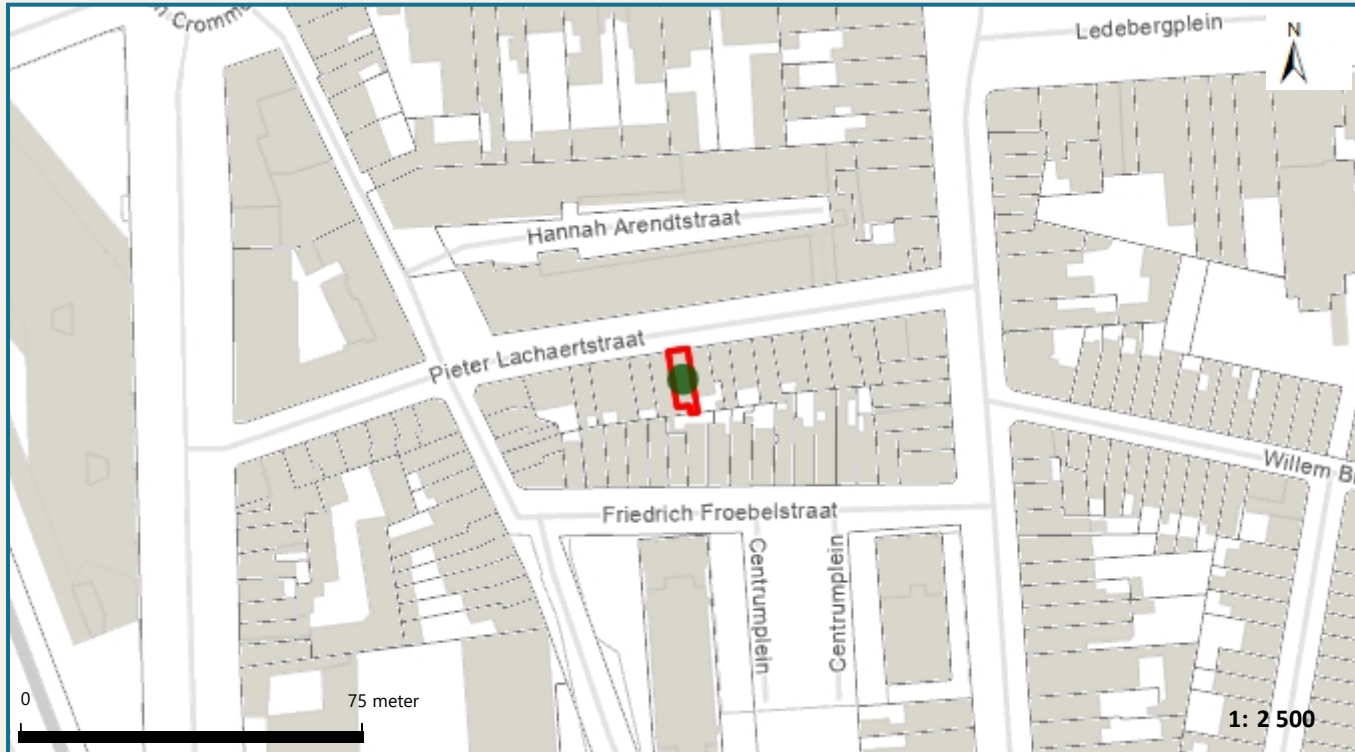 Ledebergplein
N
Hannah Arendtstraat
Pieter Lachaertstraat
Willem
Friedrich Froebelstraat
Centrumplein
Centrumplein
0
75 meter
1: 2 500